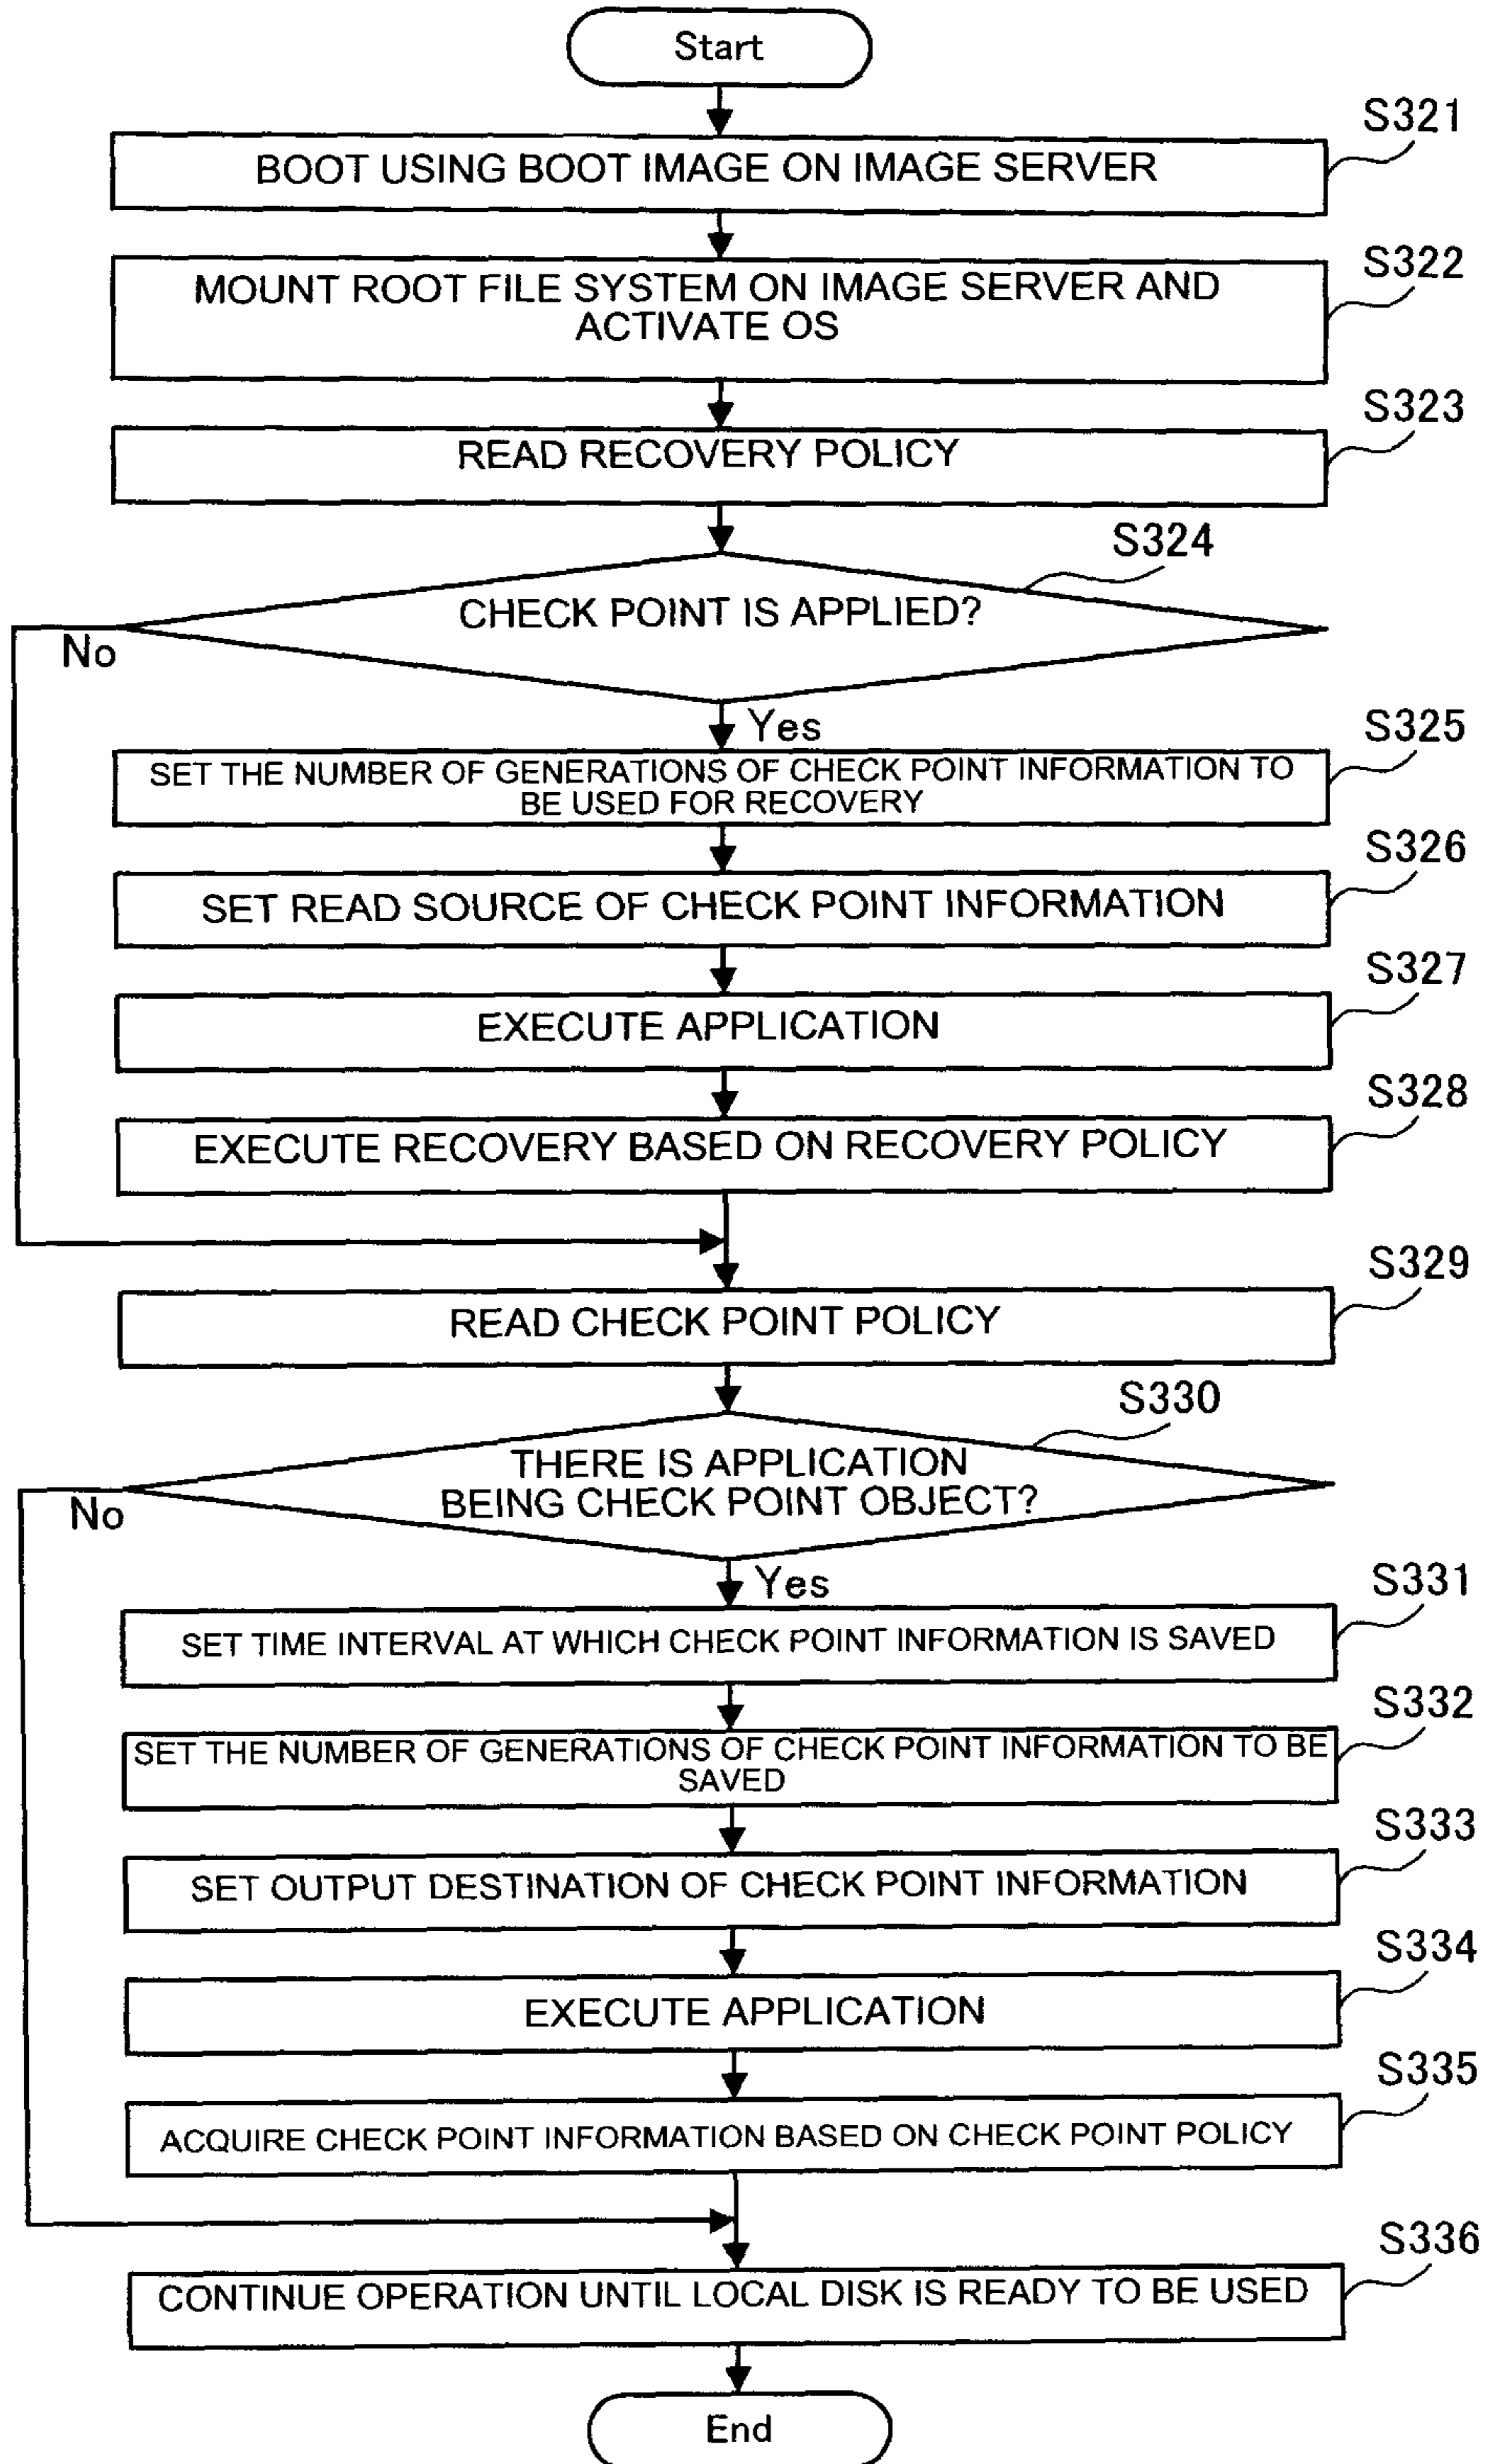 Start
S321
BOOT USING BOOT IMAGE ON IMAGE SERVER
S322
MOUNT ROOT FILE SYSTEM ON IMAGE SERVER AND
ACTIVATE OS
S323
READ RECOVERY POLICY
S324
CHECK POINT IS APPLIED?
No
Yes
S325
SET THE NUMBER OF GENERATIONS OF CHECK POINT INFORMATION TO
BE USED FOR RECOVERY
S326
SET READ SOURCE OF CHECK POINT INFORMATION
S327
EXECUTE APPLICATION
S328
EXECUTE RECOVERY BASED ON RECOVERY POLICY
S329
READ CHECK POINT POLICY
S330
THERE IS APPLICATION
BEING CHECK POINT OBJECT?
No
Yes
S331
SET TIME INTERVAL AT WHICH CHECK POINT INFORMATION IS SAVED
S332
SET THE NUMBER OF GENERATIONS OF CHECK POINT INFORMATION TO BE
SAVED
S333
SET OUTPUT DESTINATION OF CHECK POINT INFORMATION
S334
EXECUTE APPLICATION
S335
ACQUIRE CHECK POINT INFORMATION BASED ON CHECK POINT POLICY
S336
CONTINUE OPERATION UNTIL LOCAL DISK IS READY TO BE USED
End